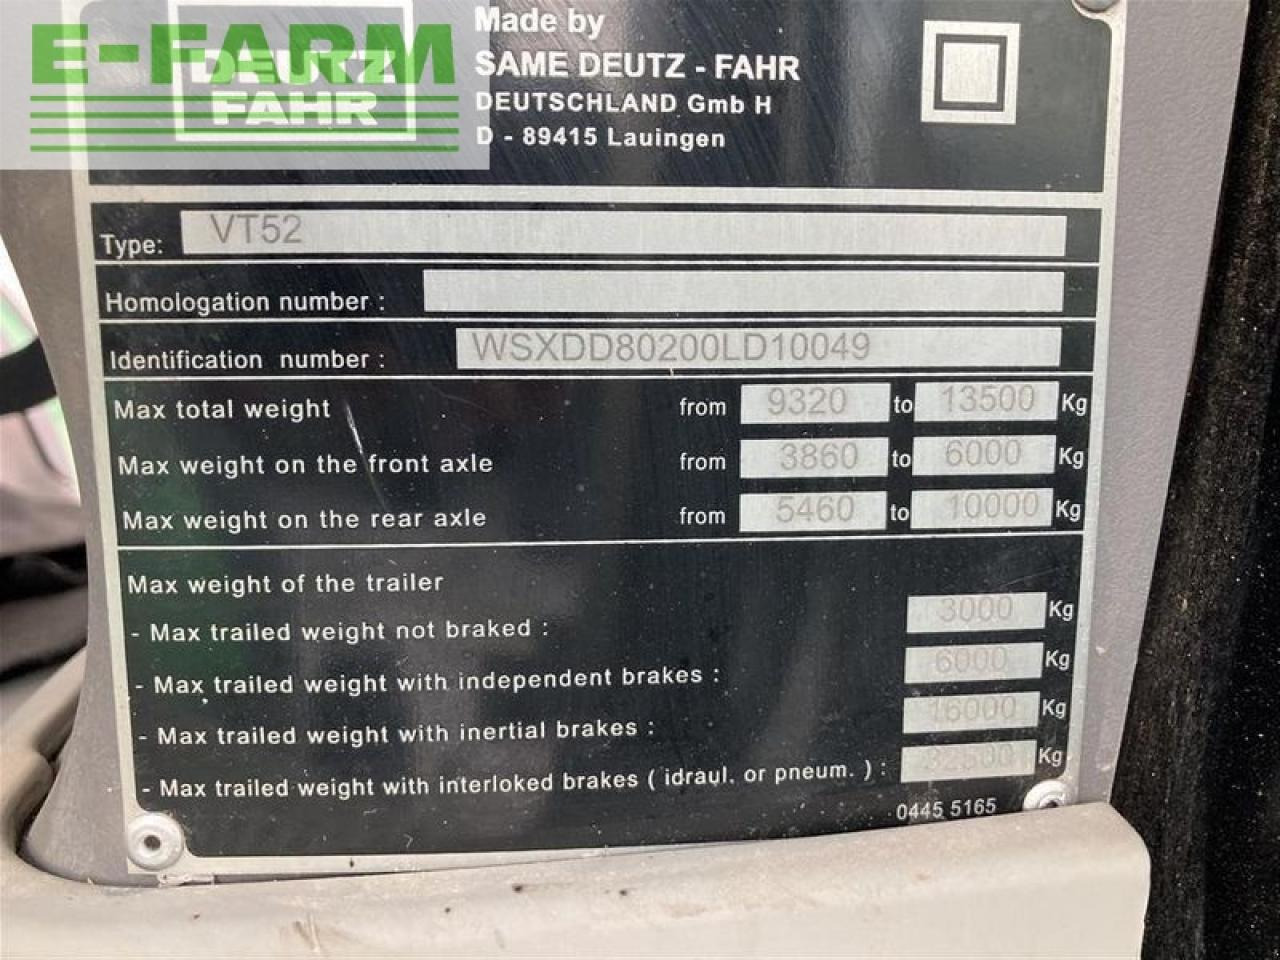 E-FARM
DEUTZ
FAHR
Made by
SAME DEUTZ - FAHR
DEUTSCHLAND Gmb H
D - 89415 Lauingen
Type: VT52
Homologation number :
Identification number : WSXDD80200LD10049
Max total weight from 9320 to 13500 Kg
Max weight on the front axle from 3860 to 6000 Kg
Max weight on the rear axle from 5460 to 10000 Kg
Max weight of the trailer
- Max trailed weight not braked : 3000 Kg
- Max trailed weight with independent brakes : 6000 Kg
- Max trailed weight with inertial brakes : 16000 Kg
- Max trailed weight with interloked brakes ( idraul. or pneum. ) : 32500 Kg
0445 5165